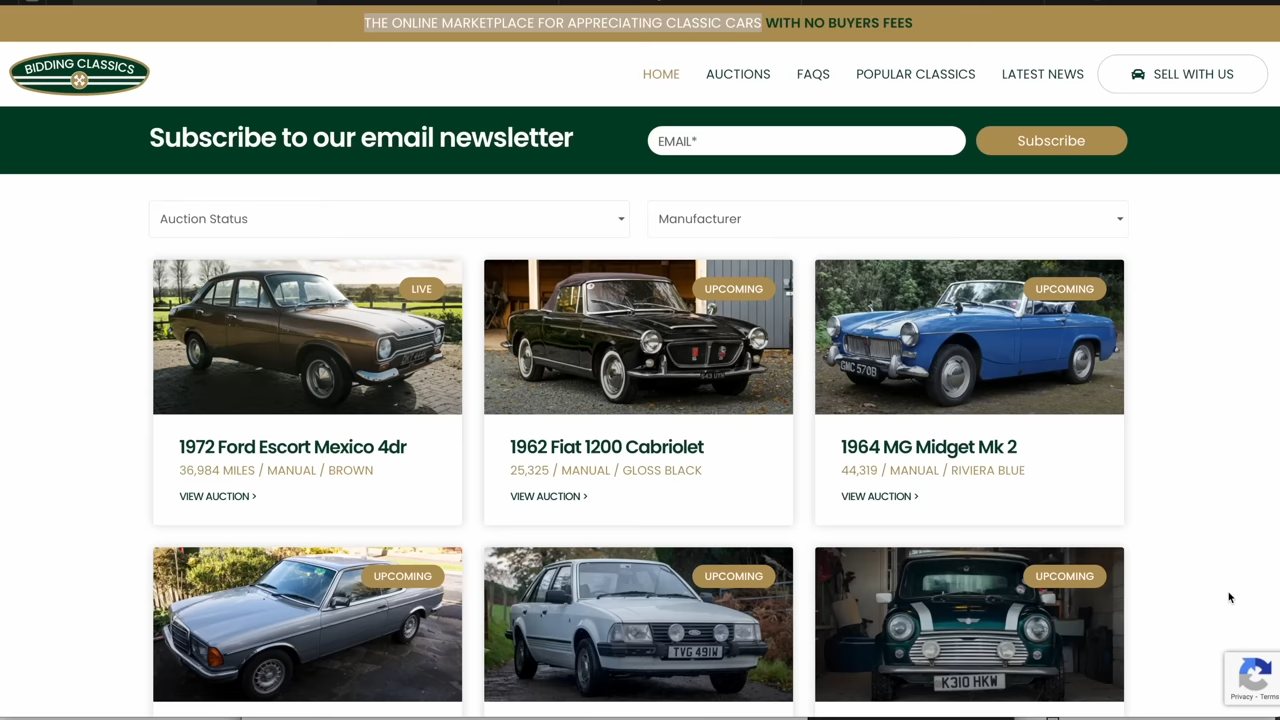 THE ONLINE MARKETPLACE FOR APPRECIATING CLASSIC CARS WITH NO BUYERS FEES
BIDDING CLASSICS
HOME
AUCTIONS
FAQS
POPULAR CLASSICS
LATEST NEWS
SELL WITH US
Subscribe to our email newsletter
EMAIL*
Subscribe
Auction Status
Manufacturer
LIVE
UPCOMING
UPCOMING
GMC 570B
1972 Ford Escort Mexico 4dr
1962 Fiat 1200 Cabriolet
1964 MG Midget Mk 2
36,984 MILES / MANUAL / BROWN
25,325 / MANUAL / GLOSS BLACK
44,319 / MANUAL / RIVIERA BLUE
VIEW AUCTION >
VIEW AUCTION >
VIEW AUCTION >
UPCOMING
UPCOMING
UPCOMING
TVG 491W
K310 HKW
Privacy - Terms